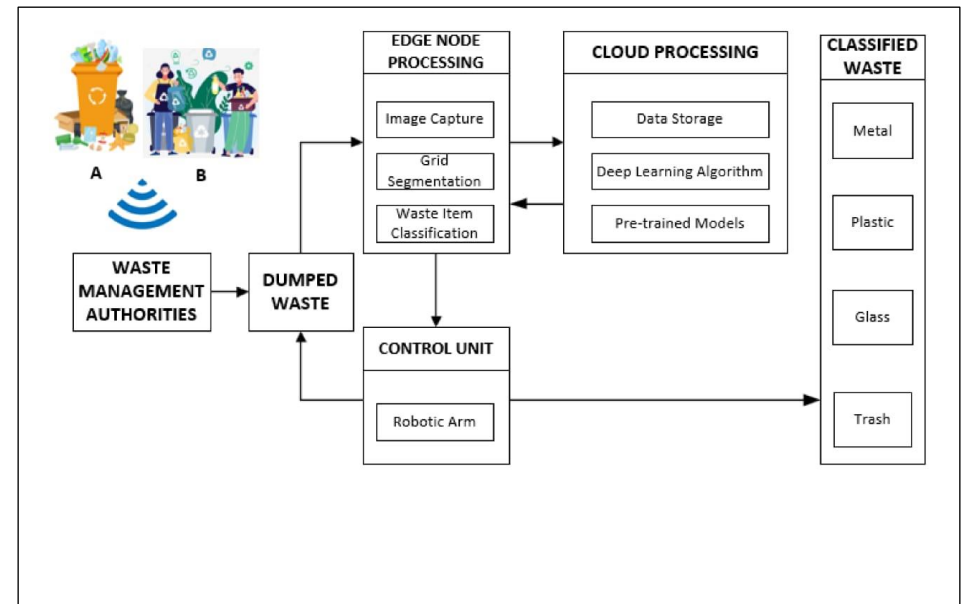 A
B
WASTE
MANAGEMENT
AUTHORITIES
DUMPED
WASTE
EDGE NODE
PROCESSING
Image Capture
Grid
Segmentation
Waste Item
Classification
CLOUD PROCESSING
Data Storage
Deep Learning Algorithm
Pre-trained Models
CONTROL UNIT
Robotic Arm
CLASSIFIED
WASTE
Metal
Plastic
Glass
Trash